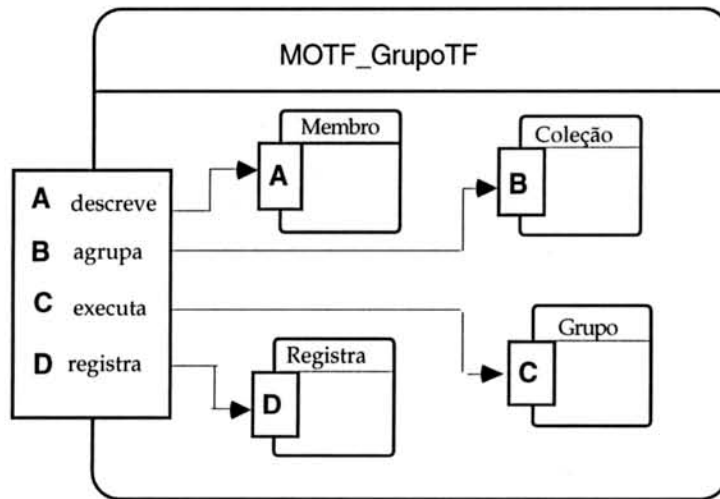 MOTF_GrupoTF
Membro
A
Coleção
B
A descreve
B agrupa
C executa
D registra
Registra
D
Grupo
C